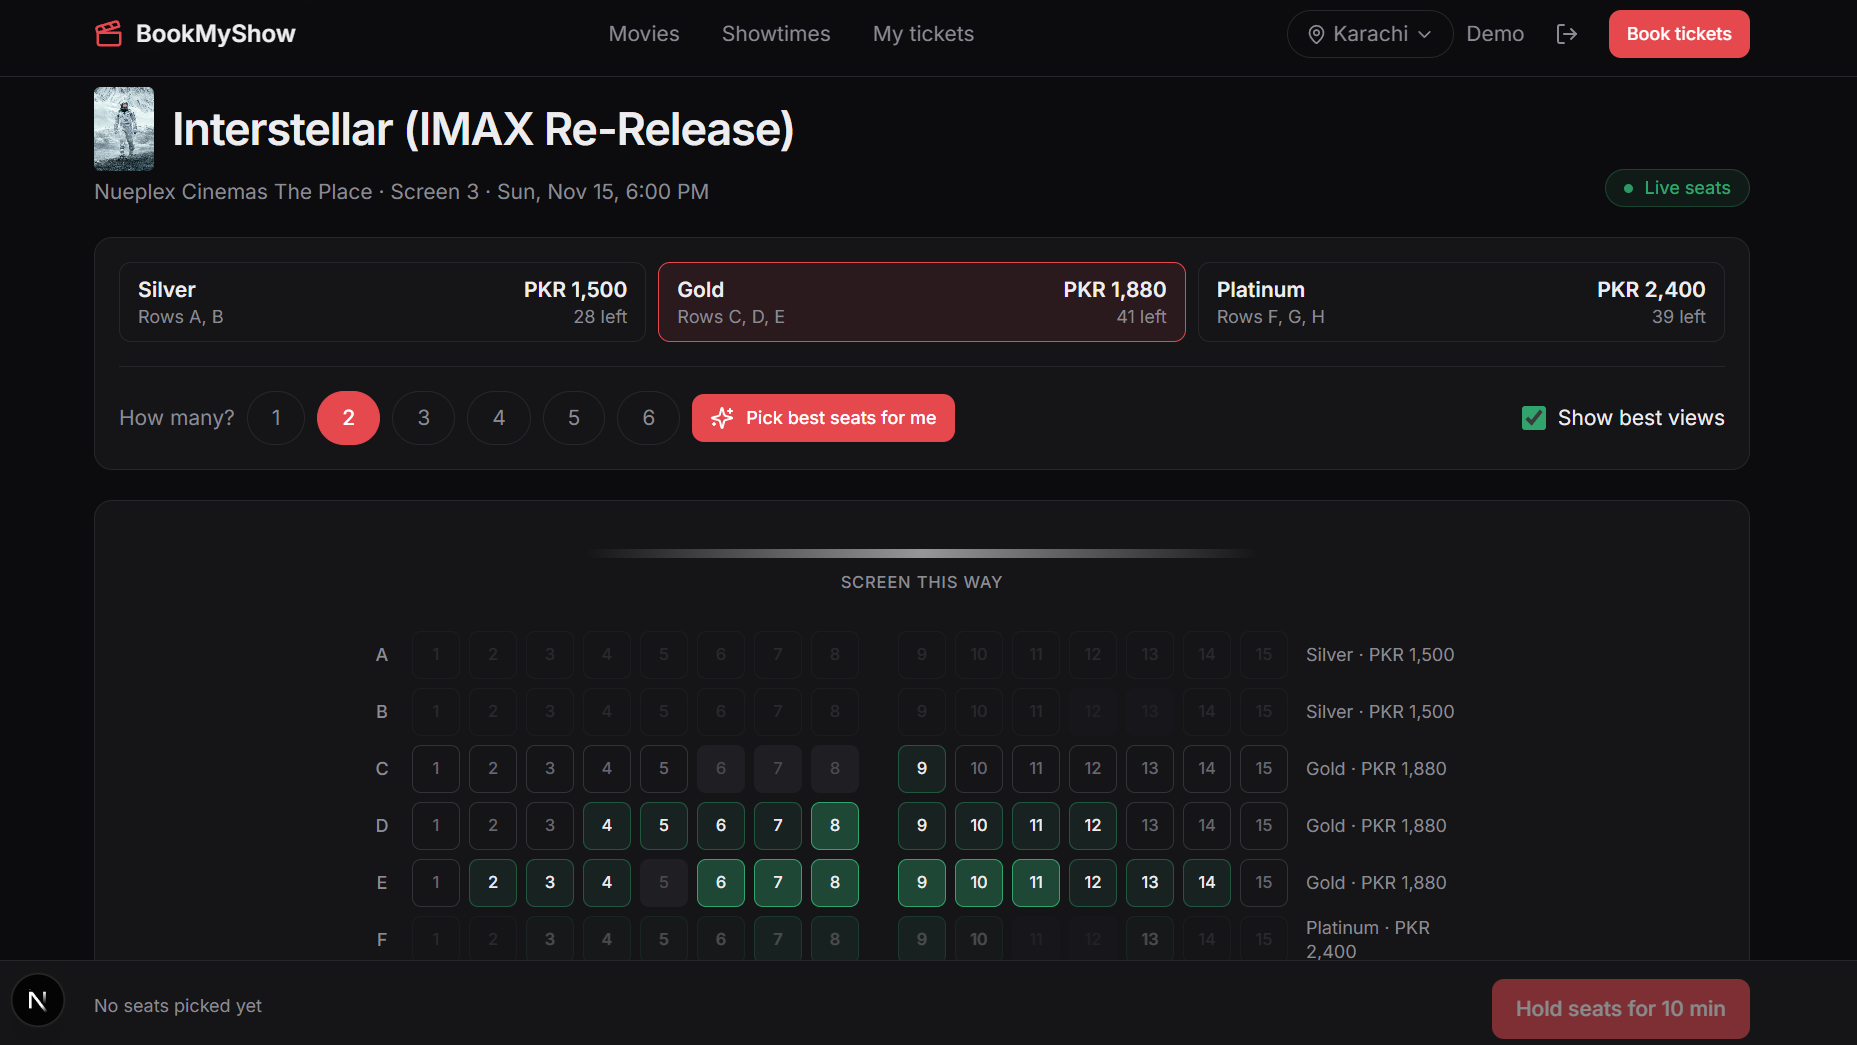 BookMyShow
Movies Showtimes My tickets
Karachi Demo Book tickets
Interstellar (IMAX Re-Release)
Nueplex Cinemas The Place · Screen 3 · Sun, Nov 15, 6:00 PM
Live seats
Silver PKR 1,500
Rows A, B 28 left
Gold PKR 1,880
Rows C, D, E 41 left
Platinum PKR 2,400
Rows F, G, H 39 left
How many? 1 2 3 4 5 6 Pick best seats for me Show best views
SCREEN THIS WAY
A 1 2 3 4 5 6 7 8 9 10 11 12 13 14 15 Silver · PKR 1,500
B 1 2 3 4 5 6 7 8 9 10 11 12 13 14 15 Silver · PKR 1,500
C 1 2 3 4 5 6 7 8 9 10 11 12 13 14 15 Gold · PKR 1,880
D 1 2 3 4 5 6 7 8 9 10 11 12 13 14 15 Gold · PKR 1,880
E 1 2 3 4 5 6 7 8 9 10 11 12 13 14 15 Gold · PKR 1,880
F 1 2 3 4 5 6 7 8 9 10 11 12 13 14 15 Platinum · PKR
2,400
N
No seats picked yet Hold seats for 10 min